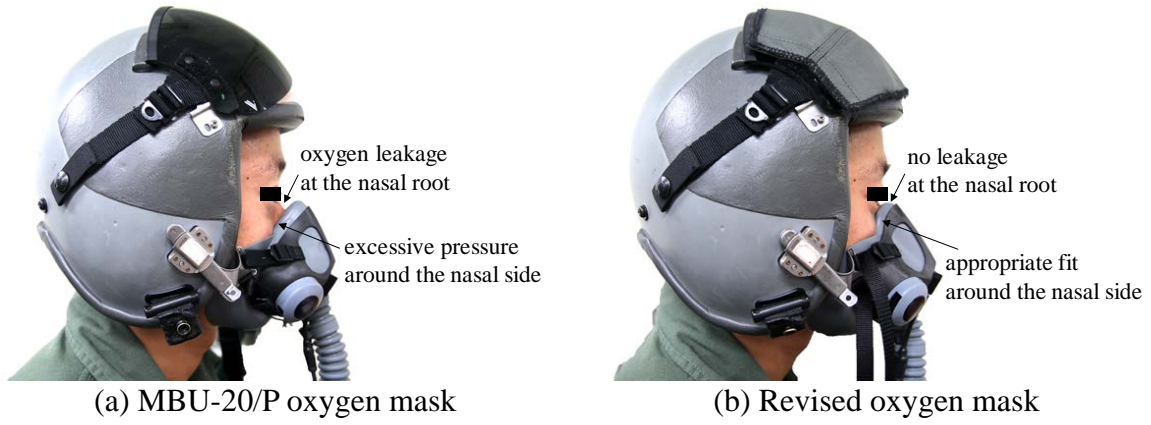 oxygen leakage
at the nasal root
excessive pressure
around the nasal side
(a) MBU-20/P oxygen mask
no leakage
at the nasal root
appropriate fit
around the nasal side
(b) Revised oxygen mask